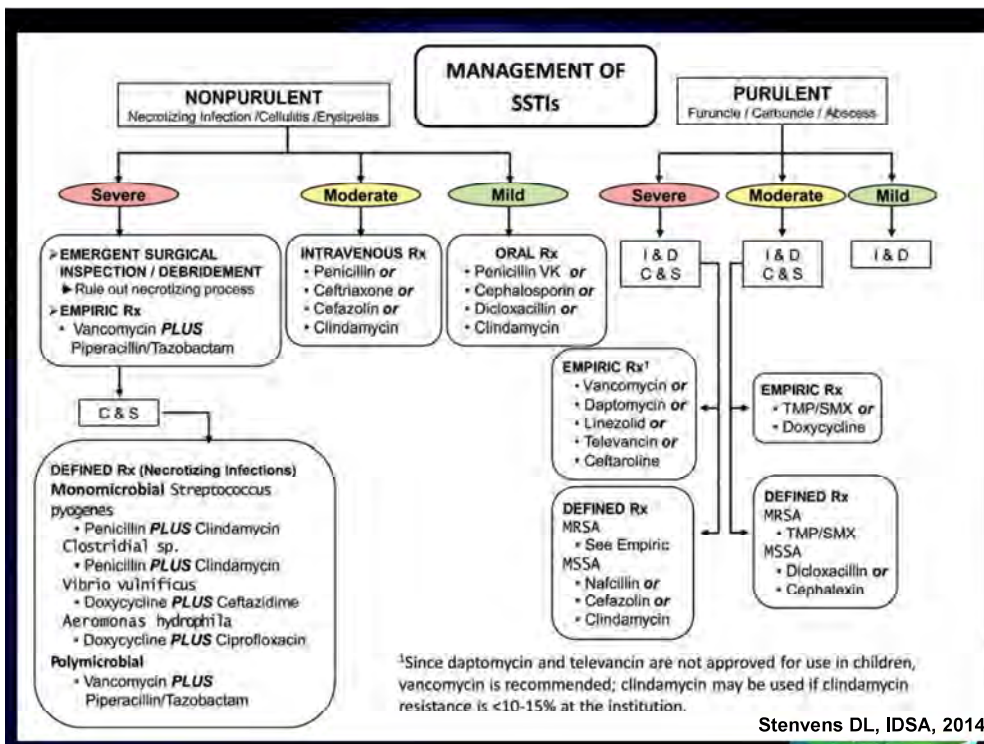 MANAGEMENT OF
SSTIs
NONPURULENT
Necrotizing Infection /Cellulitis /Erysipelas
Severe
Moderate
Mild
➢EMERGENT SURGICAL
INSPECTION / DEBRIDEMENT
► Rule out necrotizing process
➢EMPIRIC Rx
• Vancomycin PLUS
Piperacillin/Tazobactam
C & S
DEFINED Rx (Necrotizing Infections)
Monomicrobial Streptococcus
pyogenes
• Penicillin PLUS Clindamycin
Clostridial sp.
• Penicillin PLUS Clindamycin
Vibrio vulnificus
• Doxycycline PLUS Ceftazidime
Aeromonas hydrophila
• Doxycycline PLUS Ciprofloxacin
Polymicrobial
• Vancomycin PLUS
Piperacillin/Tazobactam
INTRAVENOUS Rx
• Penicillin or
• Ceftriaxone or
• Cefazolin or
• Clindamycin
ORAL Rx
• Penicillin VK or
• Cephalosporin or
• Dicloxacillin or
• Clindamycin
PURULENT
Furuncle / Carbuncle / Abscess
Severe
Moderate
Mild
I & D
C & S
I & D
C & S
I & D
EMPIRIC Rx¹
• Vancomycin or
• Daptomycin or
• Linezolid or
• Televancin or
• Ceftaroline
EMPIRIC Rx
• TMP/SMX or
• Doxycycline
DEFINED Rx
MRSA
• See Empiric
MSSA
• Nafcillin or
• Cefazolin or
• Clindamycin
DEFINED Rx
MRSA
• TMP/SMX
MSSA
• Dicloxacillin or
• Cephalexin
¹Since daptomycin and televancin are not approved for use in children,
vancomycin is recommended; clindamycin may be used if clindamycin
resistance is <10-15% at the institution.
Stenvens DL, IDSA, 2014